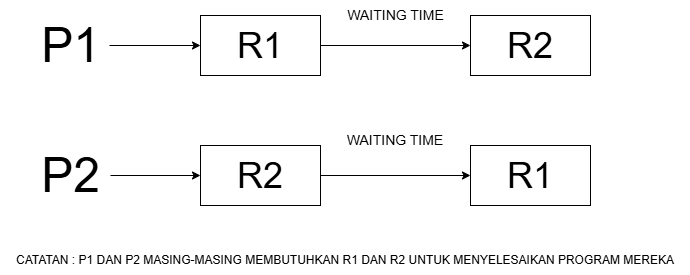 WAITING TIME
P1 R1 R2
WAITING TIME
P2 R2 R1
CATATAN : P1 DAN P2 MASING-MASING MEMBUTUHKAN R1 DAN R2 UNTUK MENYELESAIKAN PROGRAM MEREKA